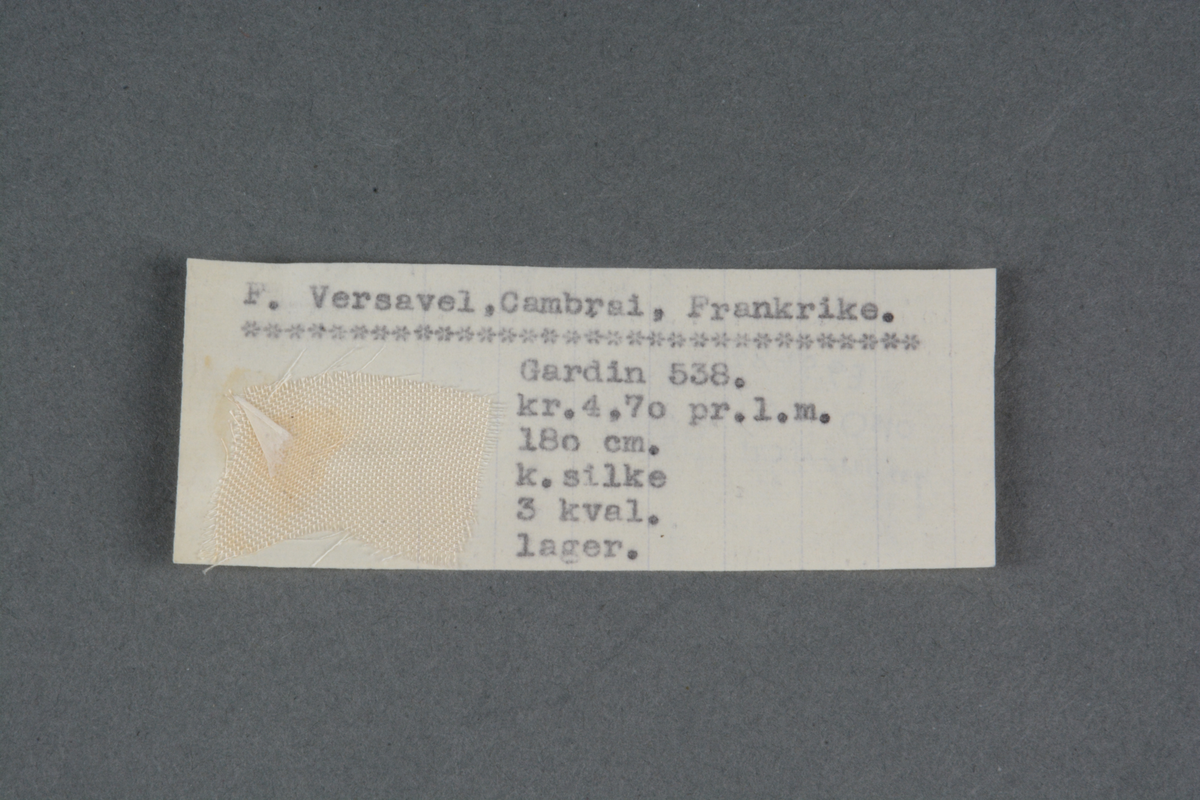 F. Versavel,Cambrai, Frankrike.
******************************
Gardin 538.
kr.4.7o pr.l.m.
18o cm.
k.silke
3 kval.
lager.